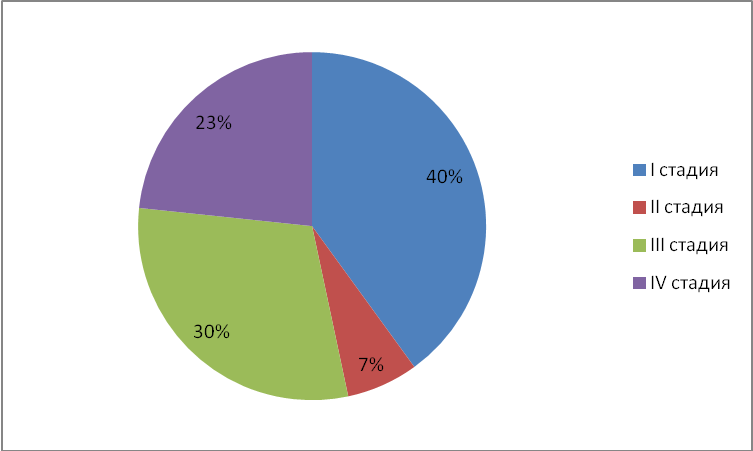 23%
40%
30%
7%
I стадия
II стадия
III стадия
IV стадия